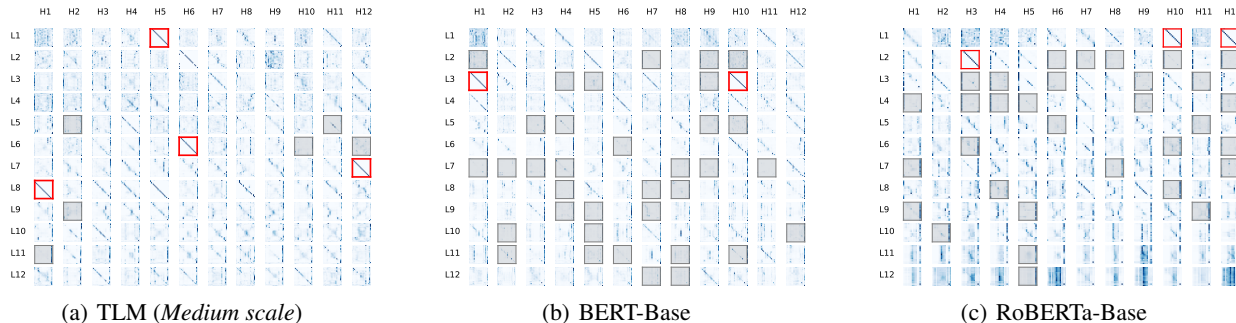 H1 H2 H3 H4 H5 H6 H7 H8 H9 H10 H11 H12
L1
L2
L3
L4
L5
L6
L7
L8
L9
L10
L11
L12
(a) TLM (Medium scale)
H1 H2 H3 H4 H5 H6 H7 H8 H9 H10 H11 H12
L1
L2
L3
L4
L5
L6
L7
L8
L9
L10
L11
L12
(b) BERT-Base
H1 H2 H3 H4 H5 H6 H7 H8 H9 H10 H11 H1
L1
L2
L3
L4
L5
L6
L7
L8
L9
L10
L11
L12
(c) RoBERTa-Base